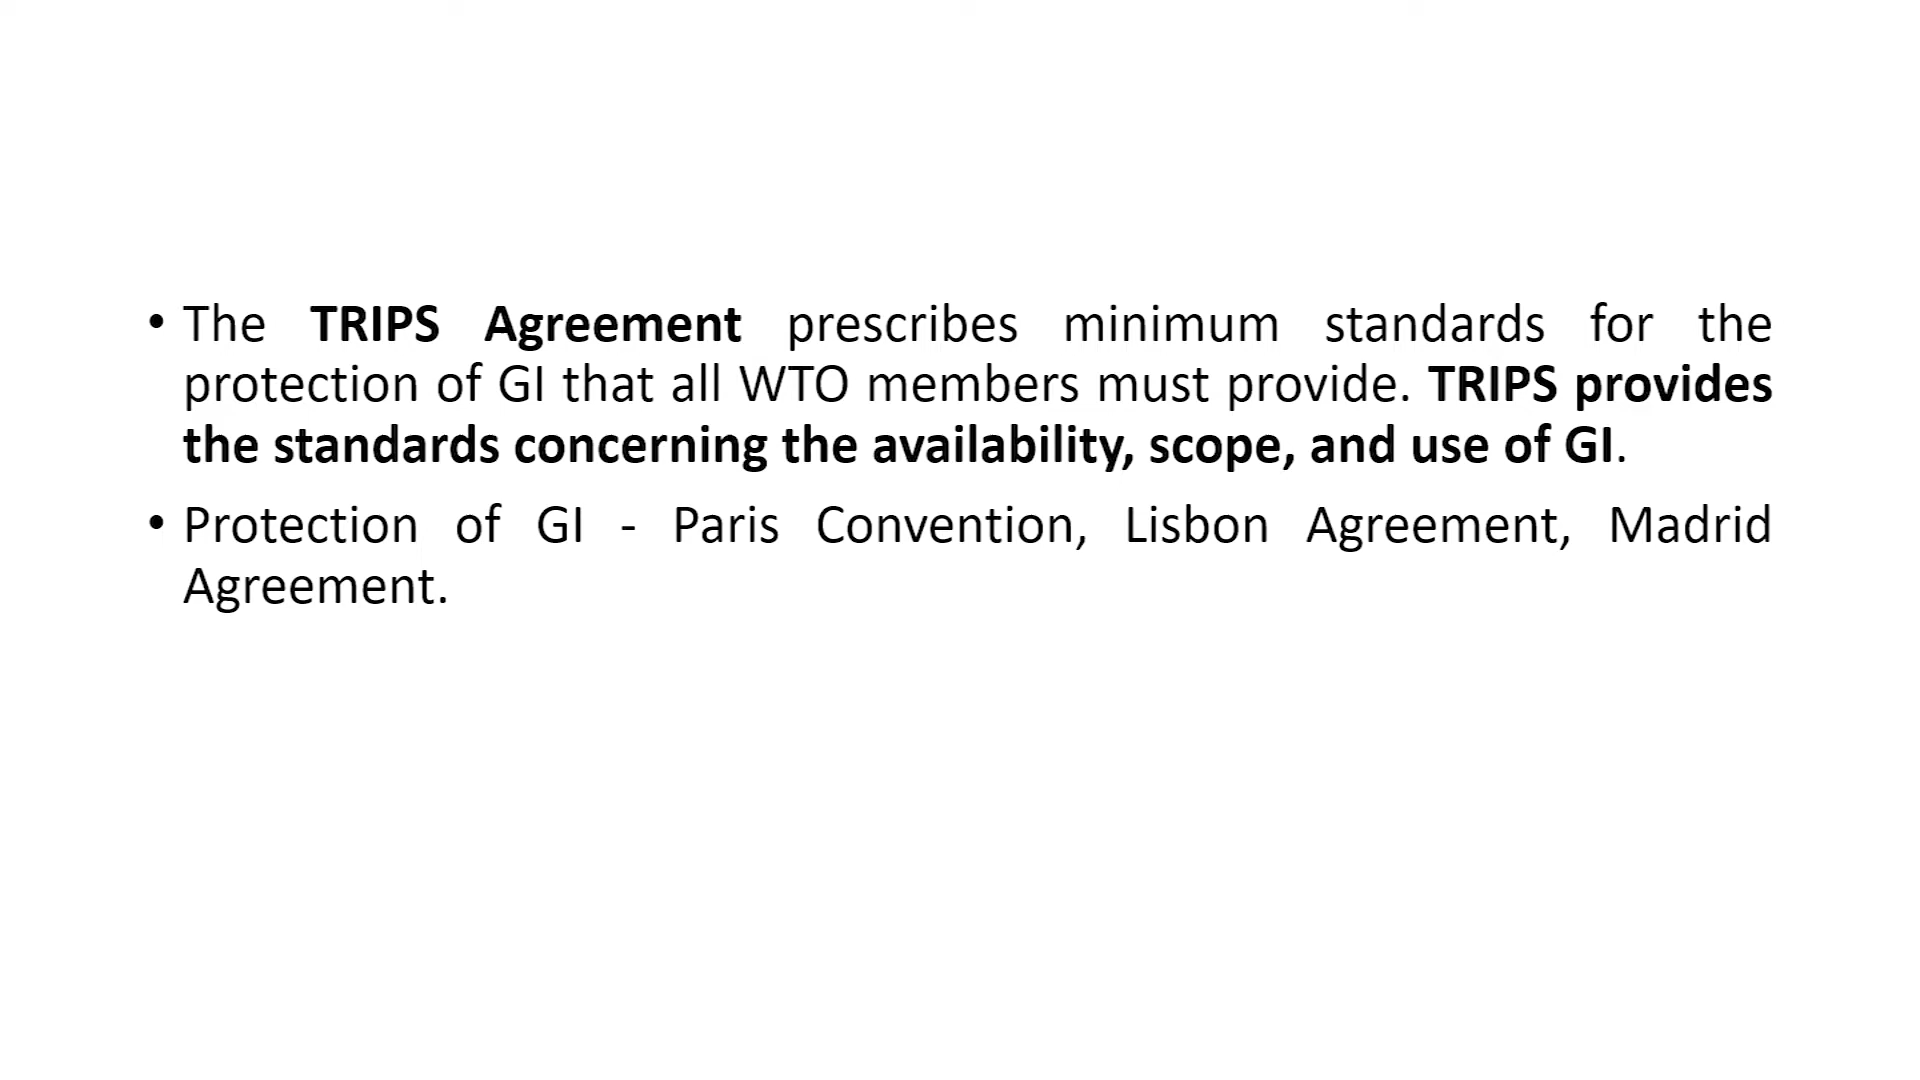 • The TRIPS Agreement prescribes minimum standards for the
protection of GI that all WTO members must provide. TRIPS provides
the standards concerning the availability, scope, and use of GI.
• Protection of GI - Paris Convention, Lisbon Agreement, Madrid
Agreement.